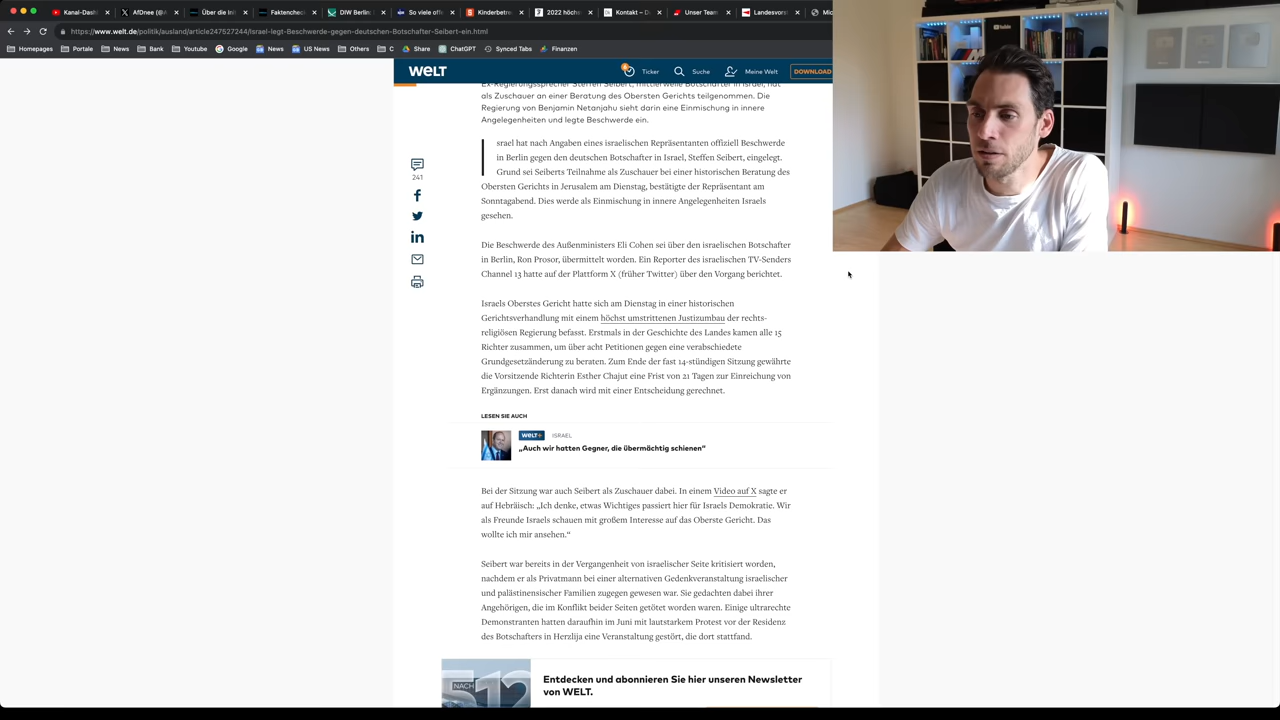 Kanal-Dash
AfDnee (@A
Über die Ini
Faktenchec
DIW Berlin
So viele off
Kinderbetre
2022 höhe
Kontakt – D
Unser Team
Landesvors
Mic
https://www.welt.de/politik/ausland/article247527244/Israel-legt-Beschwerde-gegen-deutschen-Botschafter-Seibert-ein.html
Homepages
Portale
News
Bank
Youtube
Google
News
US News
Others
C
Share
ChatGPT
Synced Tabs
Finanzen
WELT
Ticker
Suche
Meine Welt
DOWNLOAD
Ex-Regierungssprecher Steffen Seibert, mittlerweile Botschafter in Israel, hat
als Zuschauer an einer Beratung des Obersten Gerichts teilgenommen. Die
Regierung von Benjamin Netanjahu sieht darin eine Einmischung in innere
Angelegenheiten und legte Beschwerde ein.
Israel hat nach Angaben eines israelischen Repräsentanten offiziell Beschwerde
in Berlin gegen den deutschen Botschafter in Israel, Steffen Seibert, eingelegt.
Grund sei Seiberts Teilnahme als Zuschauer bei einer historischen Beratung des
Obersten Gerichts in Jerusalem am Dienstag, bestätigte der Repräsentant am
Sonntagabend. Dies werde als Einmischung in innere Angelegenheiten Israels
gesehen.
241
Die Beschwerde des Außenministers Eli Cohen sei über den israelischen Botschafter
in Berlin, Ron Prosor, übermittelt worden. Ein Reporter des israelischen TV-Senders
Channel 13 hatte auf der Plattform X (früher Twitter) über den Vorgang berichtet.
Israels Oberstes Gericht hatte sich am Dienstag in einer historischen
Gerichtsverhandlung mit einem höchst umstrittenen Justizumbau der rechts-
religiösen Regierung befasst. Erstmals in der Geschichte des Landes kamen alle 15
Richter zusammen, um über acht Petitionen gegen eine verabschiedete
Grundgesetzänderung zu beraten. Zum Ende der fast 14-stündigen Sitzung gewährte
die Vorsitzende Richterin Esther Chajut eine Frist von 21 Tagen zur Einreichung von
Ergänzungen. Erst danach wird mit einer Entscheidung gerechnet.
LESEN SIE AUCH
WELT+ ISRAEL
„Auch wir hatten Gegner, die übermächtig schienen“
Bei der Sitzung war auch Seibert als Zuschauer dabei. In einem Video auf X sagte er
auf Hebräisch: „Ich denke, etwas Wichtiges passiert hier für Israels Demokratie. Wir
als Freunde Israels schauen mit großem Interesse auf das Oberste Gericht. Das
wollte ich mir ansehen.“
Seibert war bereits in der Vergangenheit von israelischer Seite kritisiert worden,
nachdem er als Privatmann bei einer alternativen Gedenkveranstaltung israelischer
und palästinensischer Familien zugegen gewesen war. Sie gedachten dabei ihrer
Angehörigen, die im Konflikt beider Seiten getötet worden waren. Einige ultrarechte
Demonstranten hatten daraufhin im Juni mit lautstarkem Protest vor der Residenz
des Botschafters in Herzlija eine Veranstaltung gestört, die dort stattfand.
NACH
5|12
Entdecken und abonnieren Sie hier unseren Newsletter
von WELT.